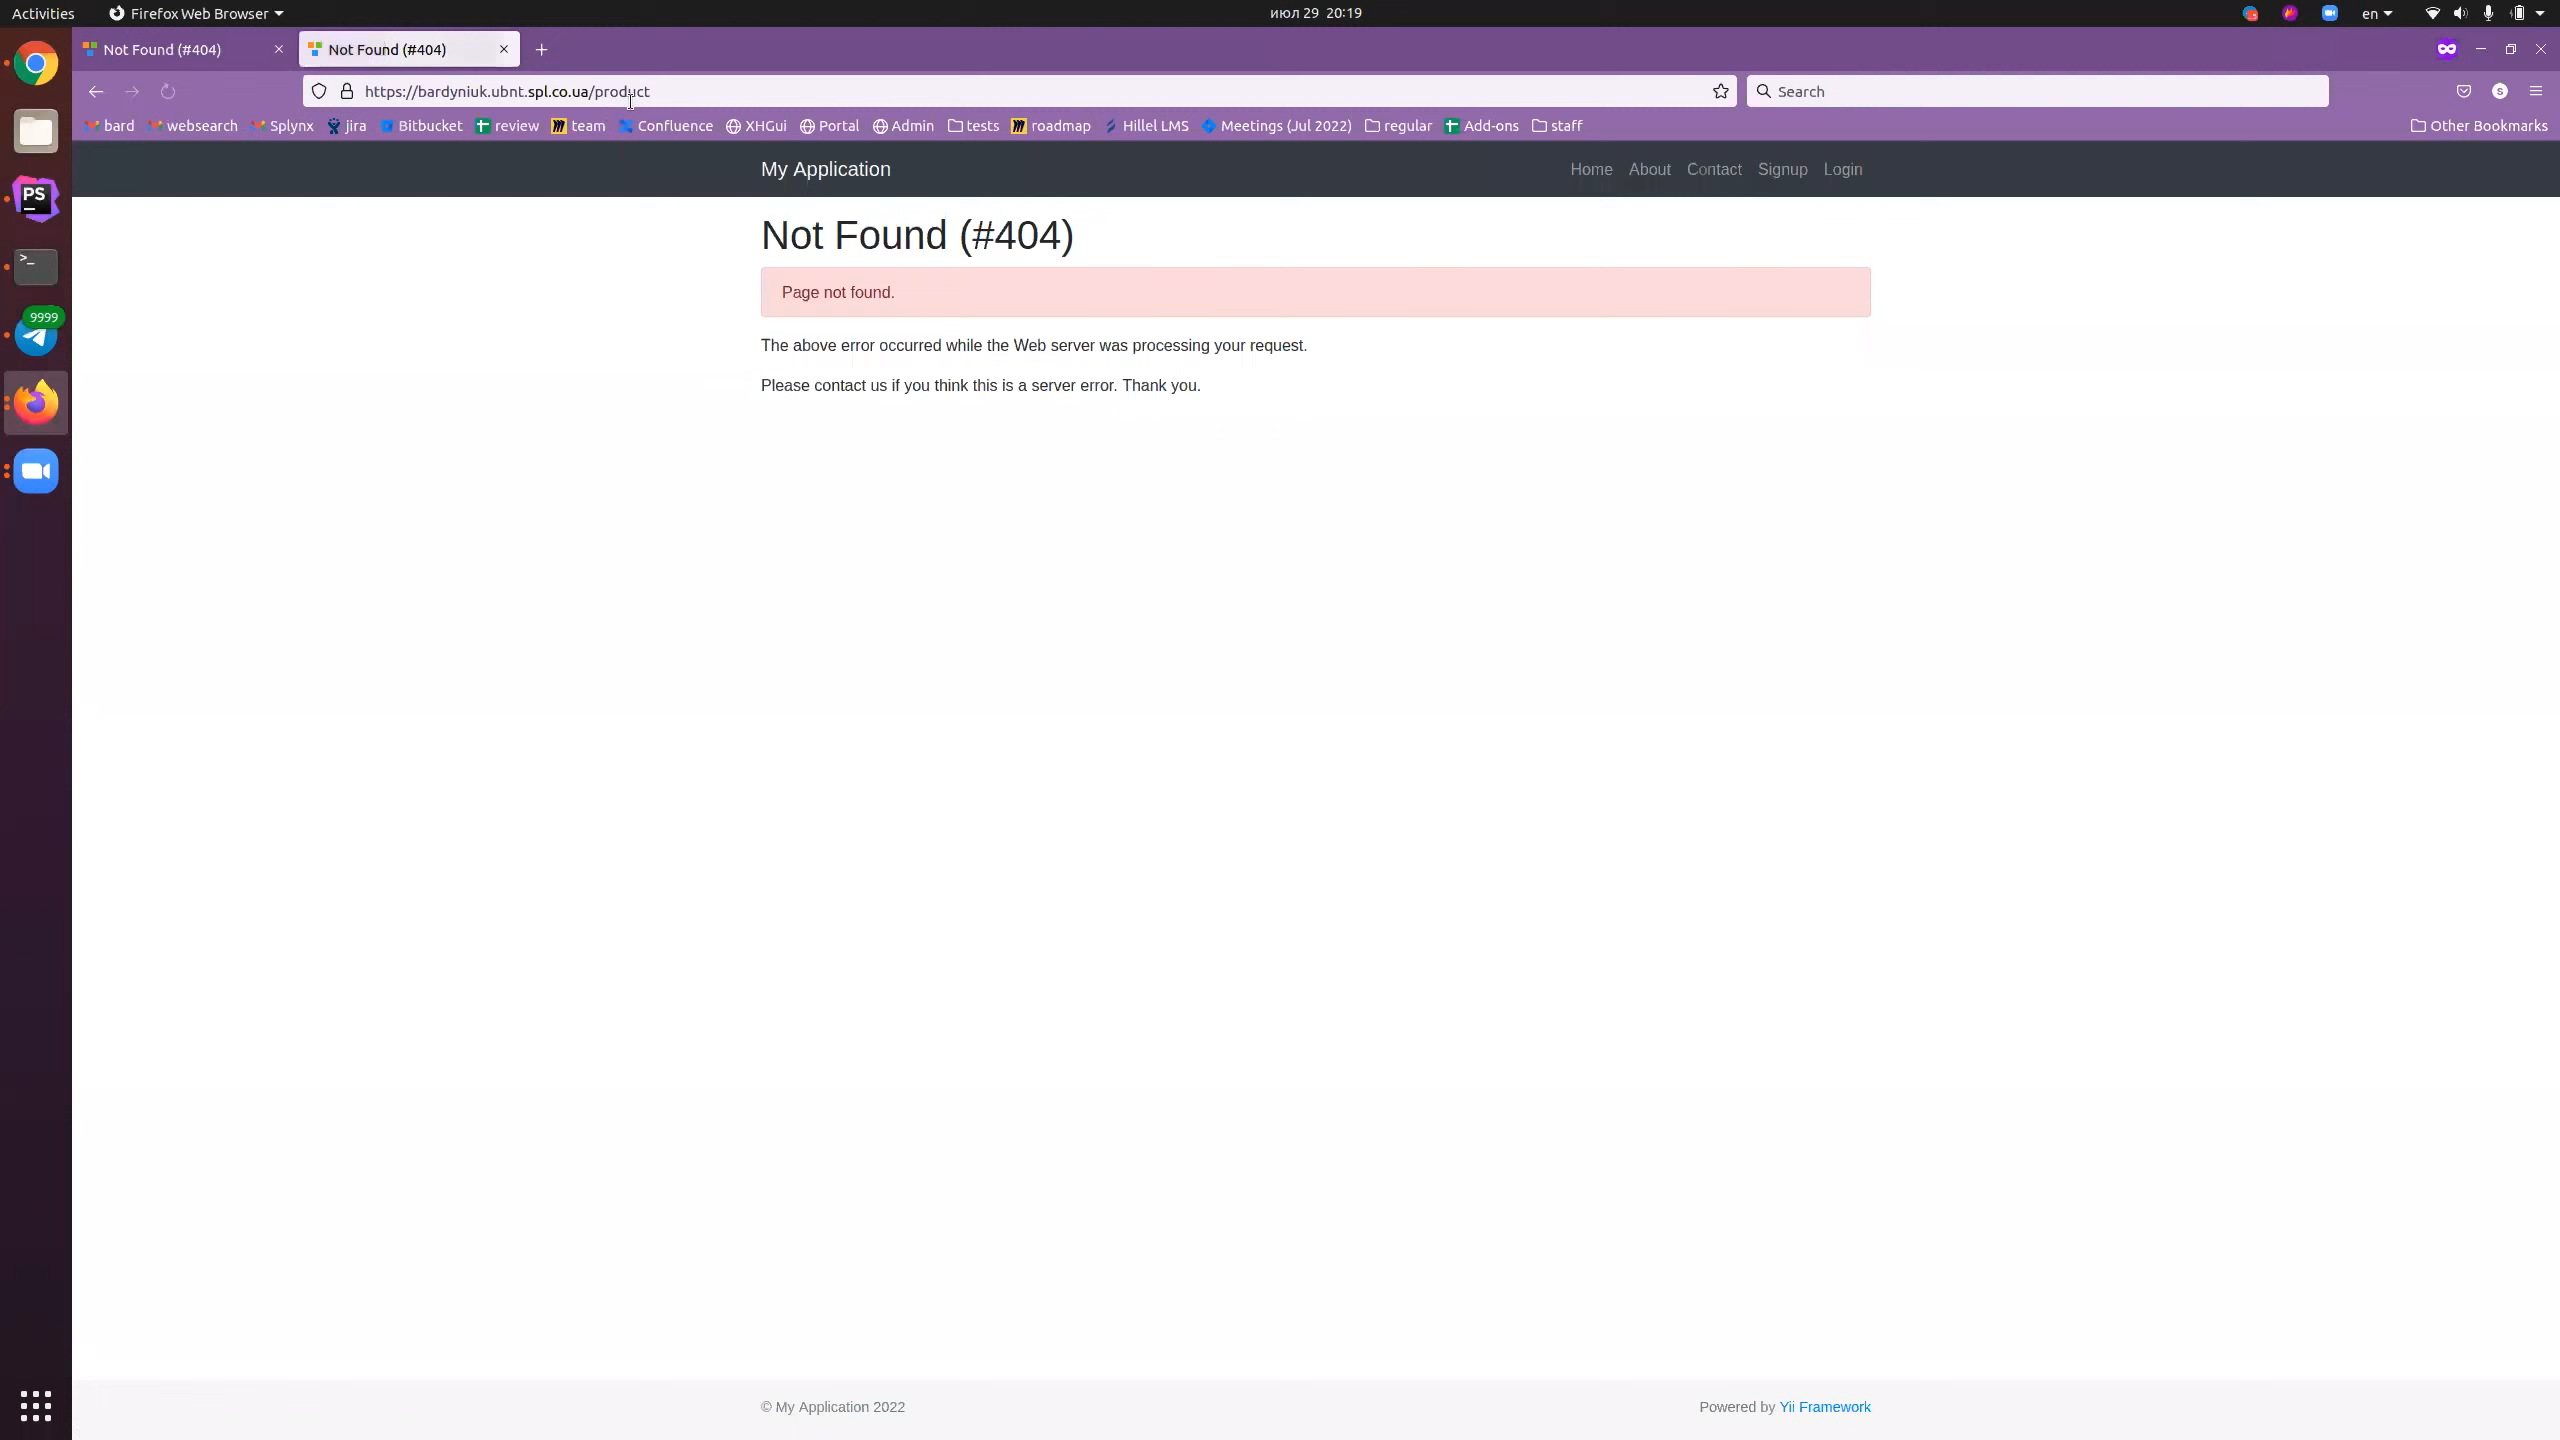 Activities
Firefox Web Browser
июл 29 20:19
en
Not Found (#404)
Not Found (#404)
https://bardyniuk.ubnt.spl.co.ua/product
Search
S
bard
websearch
Splynx
jira
Bitbucket
review
team
Confluence
XHGui
Portal
Admin
tests
roadmap
Hillel LMS
Meetings (Jul 2022)
regular
Add-ons
staff
Other Bookmarks
PS
>_
9999
My Application
Home
About
Contact
Signup
Login
Not Found (#404)
Page not found.
The above error occurred while the Web server was processing your request.
Please contact us if you think this is a server error. Thank you.
© My Application 2022
Powered by Yii Framework